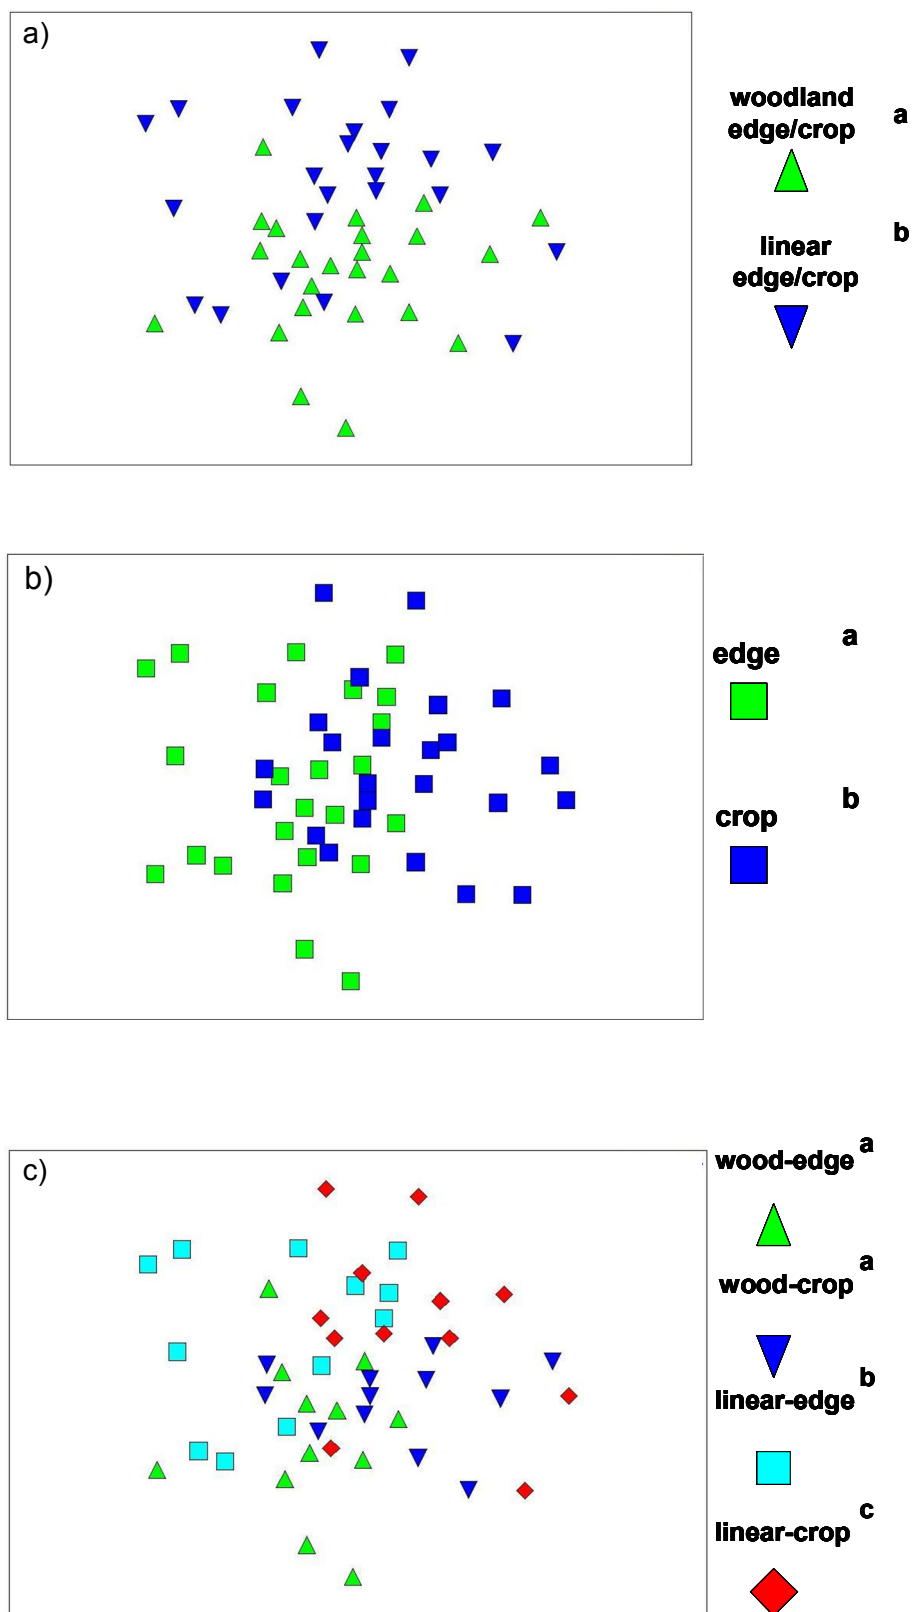 a)
woodland
edge/crop a
linear b
edge/crop
b)
edge a
crop b
c)
wood-edge a
wood-crop a
linear-edge b
linear-crop c